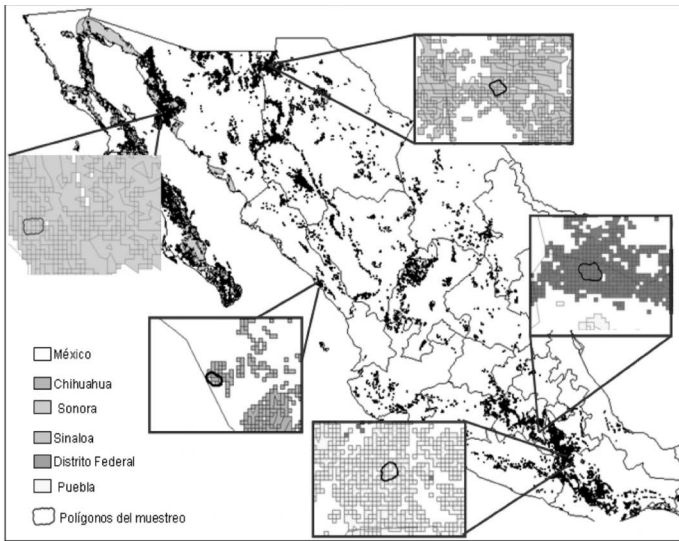 México
Chihuahua
Sonora
Sinaloa
Distrito Federal
Puebla
Polígonos del muestreo